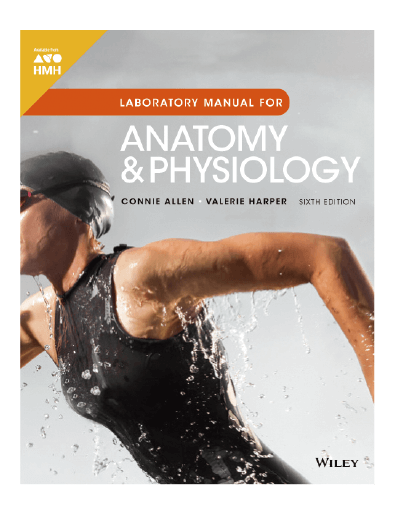 Available from
HMH
LABORATORY MANUAL FOR
ANATOMY
& PHYSIOLOGY
CONNIE ALLEN • VALERIE HARPER SIXTH EDITION
WILEY